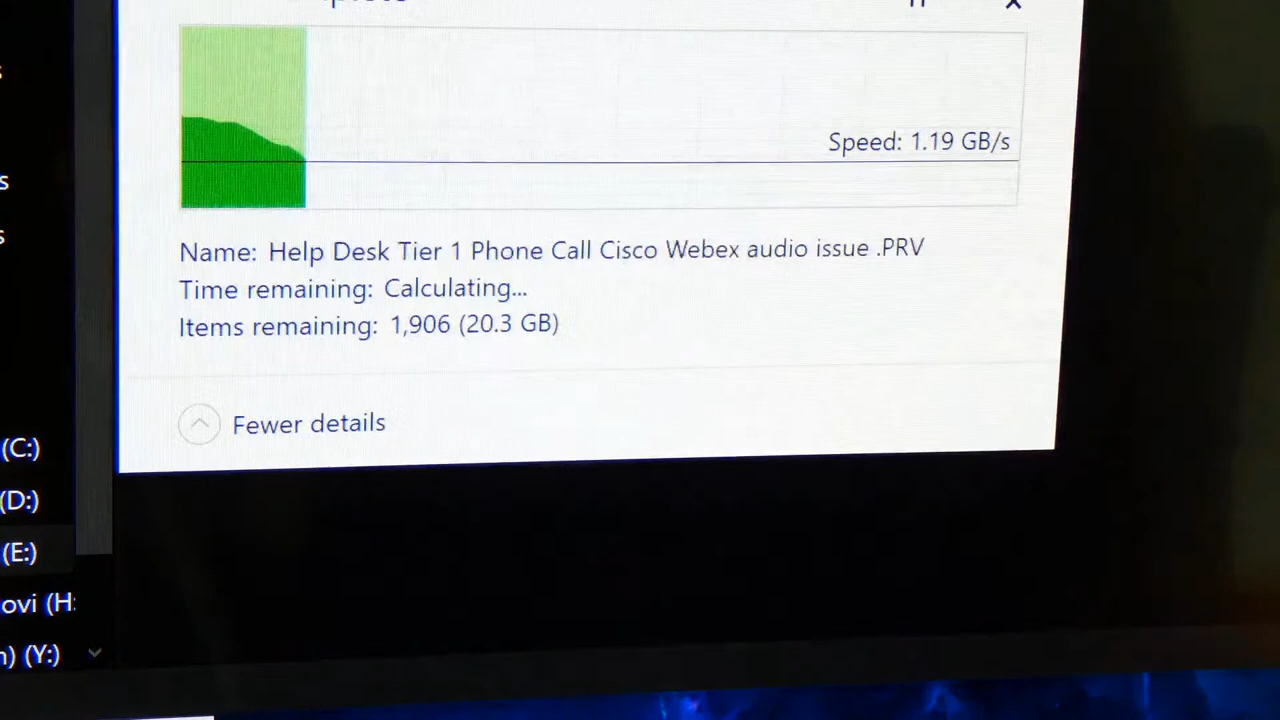 Speed: 1.19 GB/s
Name: Help Desk Tier 1 Phone Call Cisco Webex audio issue .PRV
Time remaining: Calculating...
Items remaining: 1,906 (20.3 GB)
Fewer details
s
s
(C:)
(D:)
(E:)
ovi (H:
n) (Y:)